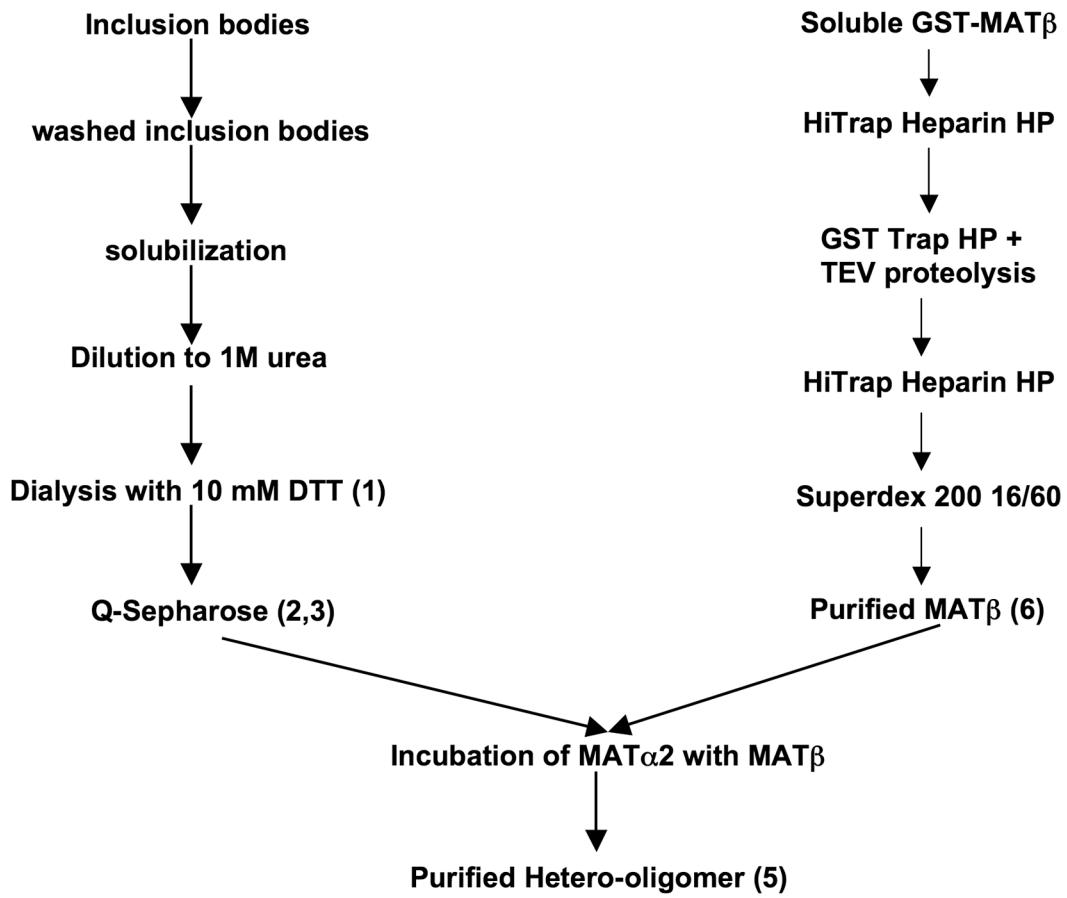 Inclusion bodies
washed inclusion bodies
solubilization
Dilution to 1M urea
Dialysis with 10 mM DTT (1)
Q-Sepharose (2,3)
Soluble GST-MATβ
HiTrap Heparin HP
GST Trap HP +
TEV proteolysis
HiTrap Heparin HP
Superdex 200 16/60
Purified MATβ (6)
Incubation of MATα2 with MATβ
Purified Hetero-oligomer (5)